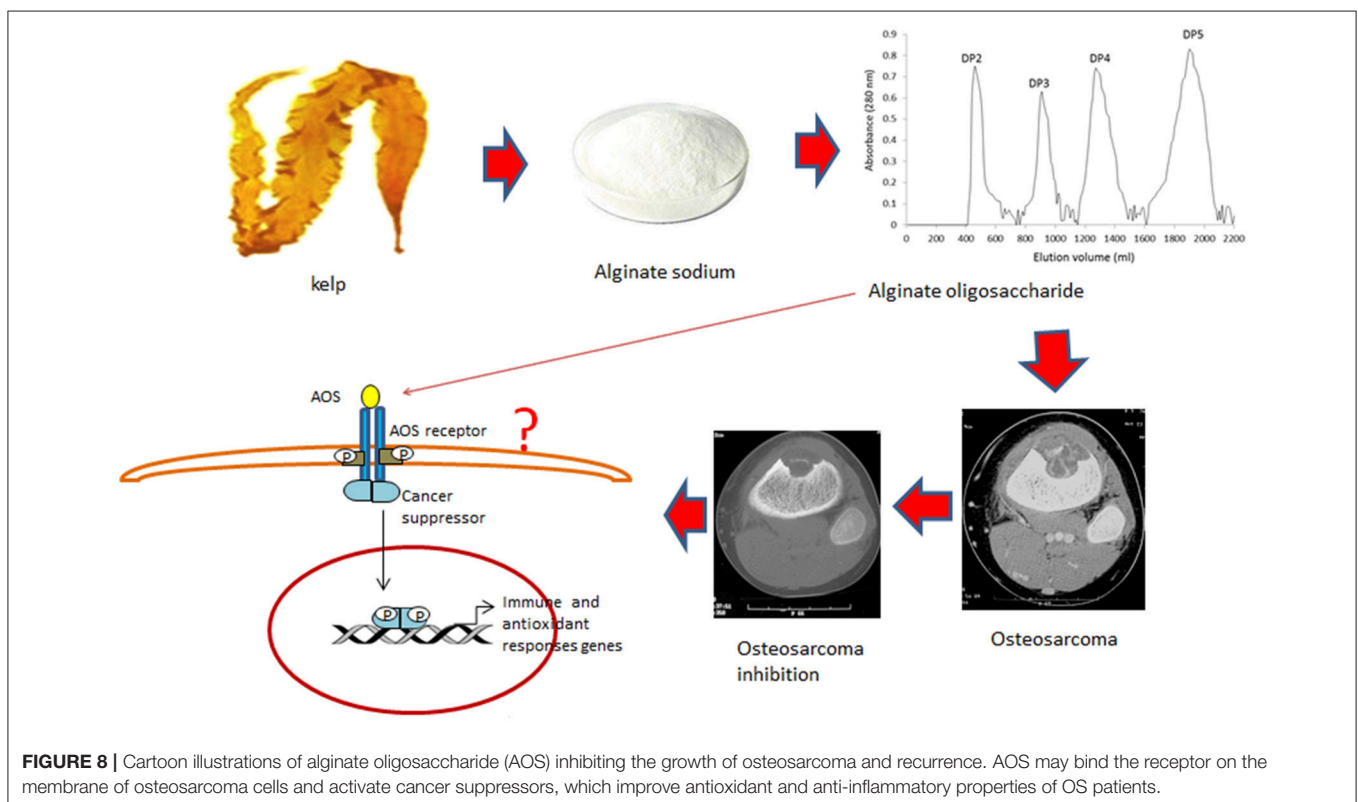 0.9
0.8
0.7
0.6
0.5
0.4
0.3
0.2
0.1
0
Absorbance (280 nm)
DP2
DP3
DP4
DP5
0 200 400 600 800 1000 1200 1400 1600 1800 2000 2200
Elution volume (ml)
kelp
Alginate sodium
Alginate oligosaccharide
AOS
AOS receptor
?
P
P
Cancer
suppressor
P P
Immune and
antioxidant
responses genes
Osteosarcoma
inhibition
Osteosarcoma
FIGURE 8 | Cartoon illustrations of alginate oligosaccharide (AOS) inhibiting the growth of osteosarcoma and recurrence. AOS may bind the receptor on the
membrane of osteosarcoma cells and activate cancer suppressors, which improve antioxidant and anti-inflammatory properties of OS patients.